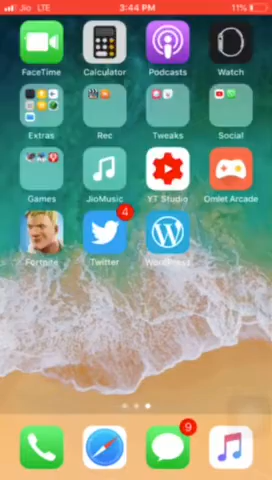 Jio LTE 3:44 PM 11%
FaceTime Calculator Podcasts Watch
Extras Rec Tweaks Social
Games JioMusic YT Studio Omlet Arcade
4
Fortnite Twitter WordPress
9